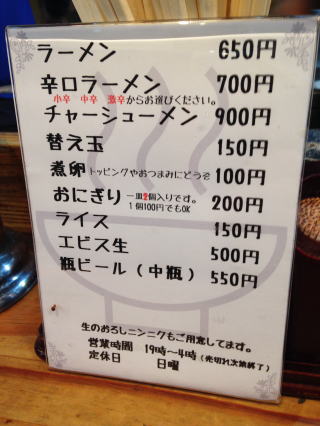 ラーメン 650円
辛口ラーメン 700円
小辛 中辛 激辛からお選びください。
チャーシューメン 900円
替え玉 150円
煮卵 トッピングやおつまみにどうぞ 100円
おにぎり 一皿2個入りです。 200円
1個100円でもOK
ライス 150円
エビス生 500円
瓶ビール（中瓶） 550円
生のおろしニンニクもご用意してます。
営業時間 19時〜4時（売切れ次第終了）
定休日 日曜